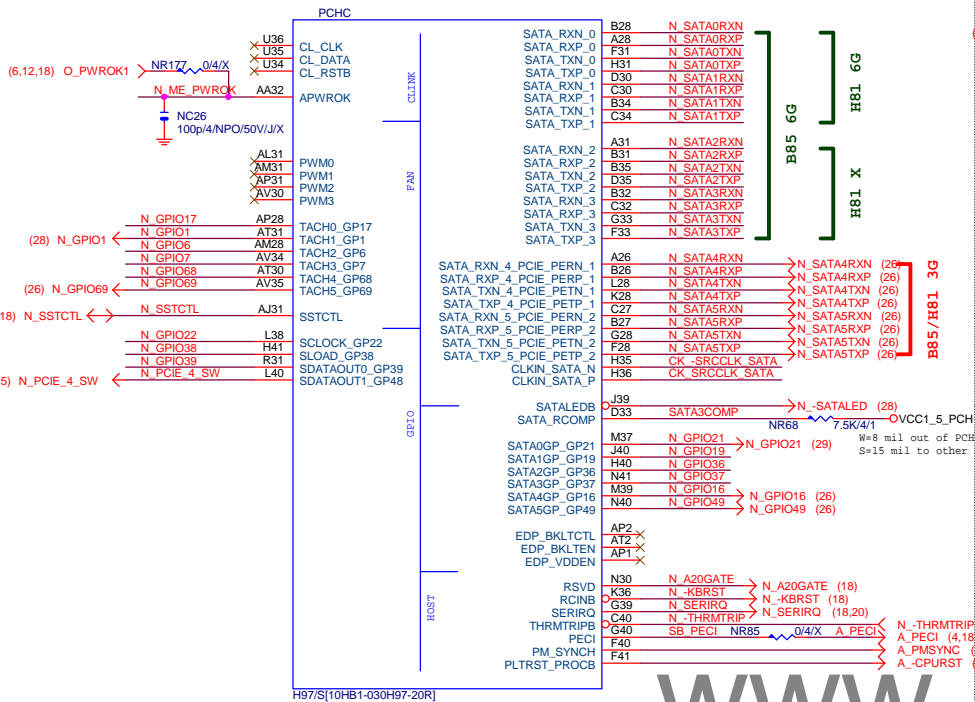 PCHC
U36 CL_CLK
U35 CL_DATA
U34 CL_RSTB
(6,12,18) O_PWROK1 NR177 0/4/X
N_ME_PWROK AA32 APWROK
NC26
100p/4/NPO/50V/J/X
CLINK
AL31 PWM0
AM31 PWM1
AP31 PWM2
AV30 PWM3
FAN
N_GPIO17 AP28 TACH0_GP17
(28) N_GPIO1 N_GPIO1 AT31 TACH1_GP1
N_GPIO6 AM28 TACH2_GP6
N_GPIO7 AV34 TACH3_GP7
N_GPIO68 AT30 TACH4_GP68
(26) N_GPIO69 N_GPIO69 AV35 TACH5_GP69
18) N_SSTCTL N_SSTCTL AJ31 SSTCTL
N_GPIO22 L38 SCLOCK_GP22
N_GPIO38 H41 SLOAD_GP38
N_GPIO39 R31 SDATAOUT0_GP39
5) N_PCIE_4_SW N_PCIE_4_SW L40 SDATAOUT1_GP48
GPIO
HOST
SATA_RXN_0 B28 N_SATA0RXN
SATA_RXP_0 A28 N_SATA0RXP
SATA_TXN_0 F31 N_SATA0TXN
SATA_TXP_0 H31 N_SATA0TXP
SATA_RXN_1 D30 N_SATA1RXN
SATA_RXP_1 C30 N_SATA1RXP
SATA_TXN_1 B34 N_SATA1TXN
SATA_TXP_1 C34 N_SATA1TXP
SATA_RXN_2 A31 N_SATA2RXN
SATA_RXP_2 B31 N_SATA2RXP
SATA_TXN_2 B35 N_SATA2TXN
SATA_TXP_2 D35 N_SATA2TXP
SATA_RXN_3 B32 N_SATA3RXN
SATA_RXP_3 C32 N_SATA3RXP
SATA_TXN_3 G33 N_SATA3TXN
SATA_TXP_3 F33 N_SATA3TXP
B85 6G
H81 6G
H81 X
SATA_RXN_4_PCIE_PERN_1 A26 N_SATA4RXN N_SATA4RXN (26)
SATA_RXP_4_PCIE_PERP_1 B26 N_SATA4RXP N_SATA4RXP (26)
SATA_TXN_4_PCIE_PETN_1 L28 N_SATA4TXN N_SATA4TXN (26)
SATA_TXP_4_PCIE_PETP_1 K28 N_SATA4TXP N_SATA4TXP (26)
SATA_RXN_5_PCIE_PERN_2 C27 N_SATA5RXN N_SATA5RXN (26)
SATA_RXP_5_PCIE_PERP_2 B27 N_SATA5RXP N_SATA5RXP (26)
SATA_TXN_5_PCIE_PETN_2 G28 N_SATA5TXN N_SATA5TXN (26)
SATA_TXP_5_PCIE_PETP_2 F28 N_SATA5TXP N_SATA5TXP (26)
B85/H81 3G
CLKIN_SATA_N H35 CK_-SRCCLK_SATA
CLKIN_SATA_P H36 CK_SRCCLK_SATA
SATALEDB J39 N_-SATALED (28)
SATA_RCOMP D33 SATA3COMP NR68 7.5K/4/1 VCC1_5_PCH
W=8 mil out of PCH
S=15 mil to other
SATA0GP_GP21 M37 N_GPIO21 N_GPIO21 (29)
SATA1GP_GP19 J40 N_GPIO19
SATA2GP_GP36 H40 N_GPIO36
SATA3GP_GP37 N41 N_GPIO37
SATA4GP_GP16 M39 N_GPIO16 N_GPIO16 (26)
SATA5GP_GP49 N40 N_GPIO49 N_GPIO49 (26)
EDP_BKLTCTL AP2
EDP_BKLTEN AT2
EDP_VDDEN AP1
RSVD N30 N_A20GATE N_A20GATE (18)
RCINB K36 N_-KBRST N_-KBRST (18)
SERIRQ G39 N_SERIRQ N_SERIRQ (18,20)
THRMTRIPB C40 N_-THRMTRIP N_-THRMTRIP
PECI G40 SB_PECI NR85 0/4/X A_PECI A_PECI (4,18
PM_SYNCH F40 A_PMSYNC (
PLTRST_PROCB F41 A_-CPURST (
H97/S[10HB1-030H97-20R]